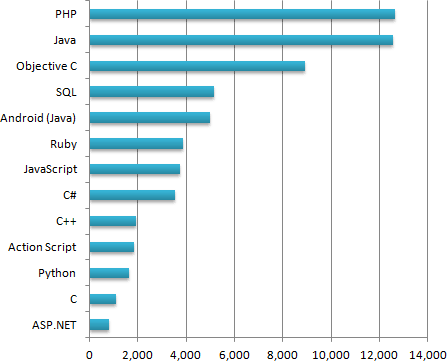 PHP
Java
Objective C
SQL
Android (Java)
Ruby
JavaScript
C#
C++
Action Script
Python
C
ASP.NET
0 2,000 4,000 6,000 8,000 10,000 12,000 14,000